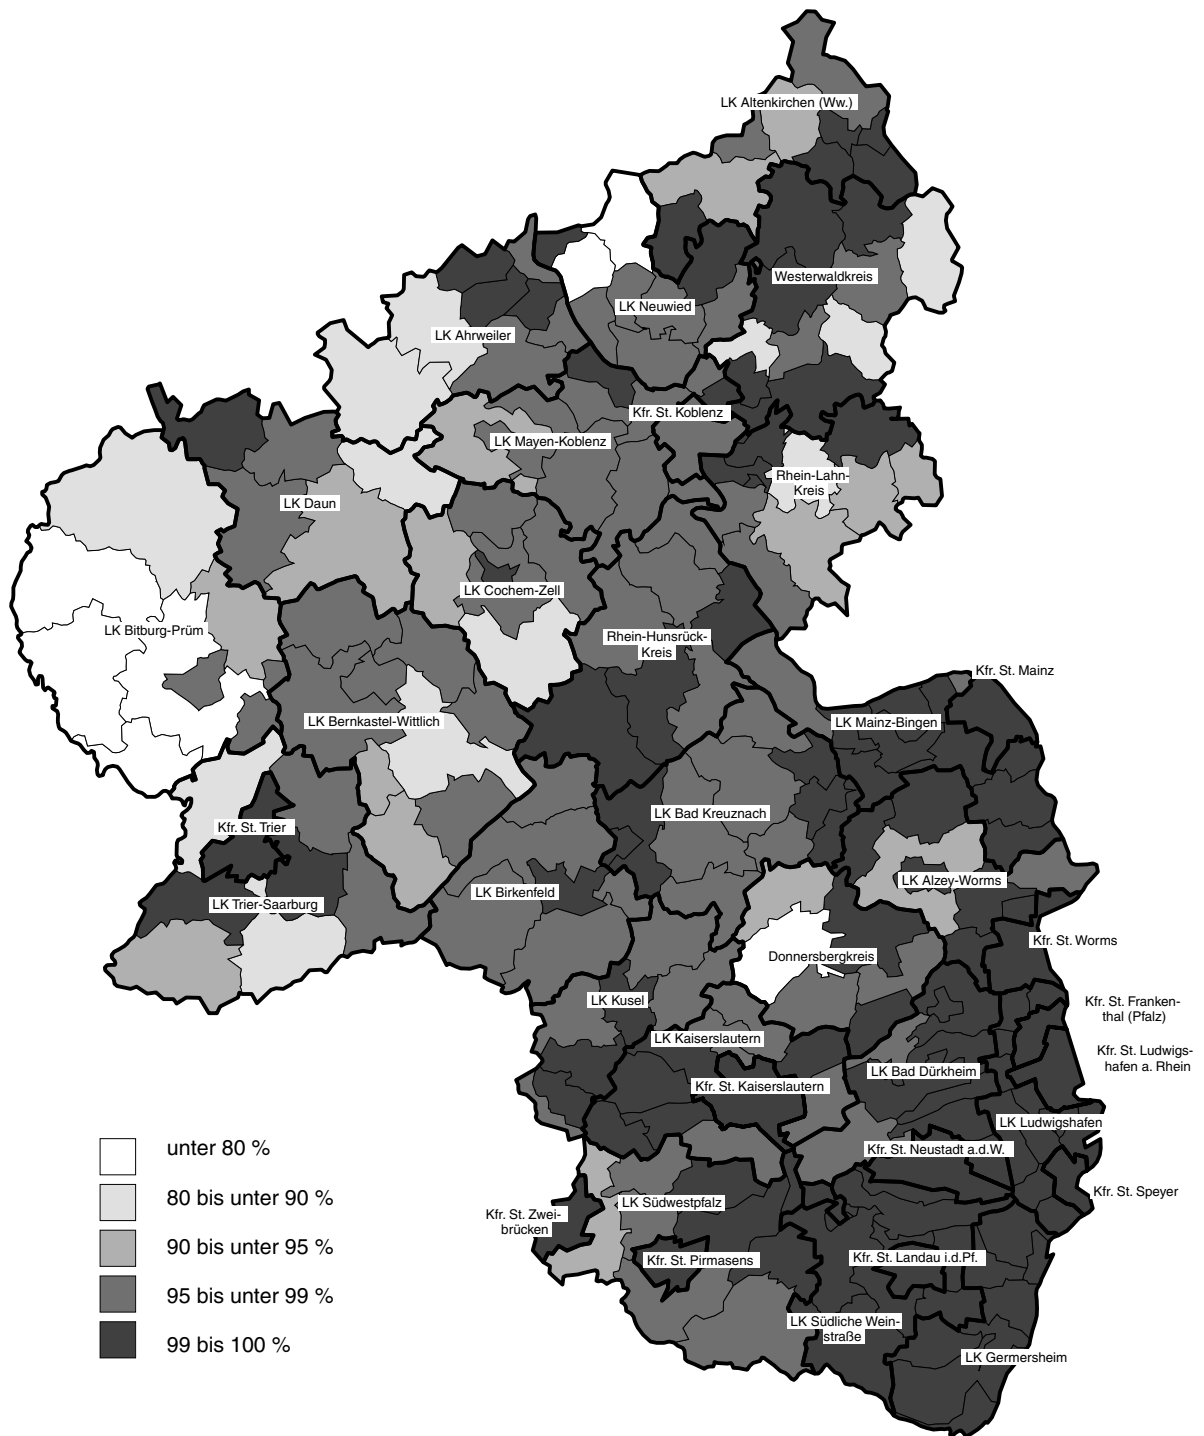 LK Altenkirchen (Ww.)
Westerwaldkreis
LK Neuwied
LK Ahrweiler
Kfr. St. Koblenz
LK Mayen-Koblenz
Rhein-Lahn-
Kreis
LK Daun
LK Cochem-Zell
LK Bitburg-Prüm
Rhein-Hunsrück-
Kreis
Kfr. St. Mainz
LK Bernkastel-Wittlich
LK Mainz-Bingen
LK Bad Kreuznach
Kfr. St. Trier
LK Alzey-Worms
LK Birkenfeld
LK Trier-Saarburg
Kfr. St. Worms
Donnersbergkreis
LK Kusel
Kfr. St. Franken-
thal (Pfalz)
LK Kaiserslautern
Kfr. St. Ludwigs-
hafen a. Rhein
LK Bad Dürkheim
Kfr. St. Kaiserslautern
LK Ludwigshafen
Kfr. St. Neustadt a.d.W.
Kfr. St. Speyer
LK Südwestpfalz
Kfr. St. Zwei-
brücken
Kfr. St. Pirmasens
Kfr. St. Landau i.d.Pf.
LK Südliche Wein-
straße
LK Germersheim
unter 80 %
80 bis unter 90 %
90 bis unter 95 %
95 bis unter 99 %
99 bis 100 %